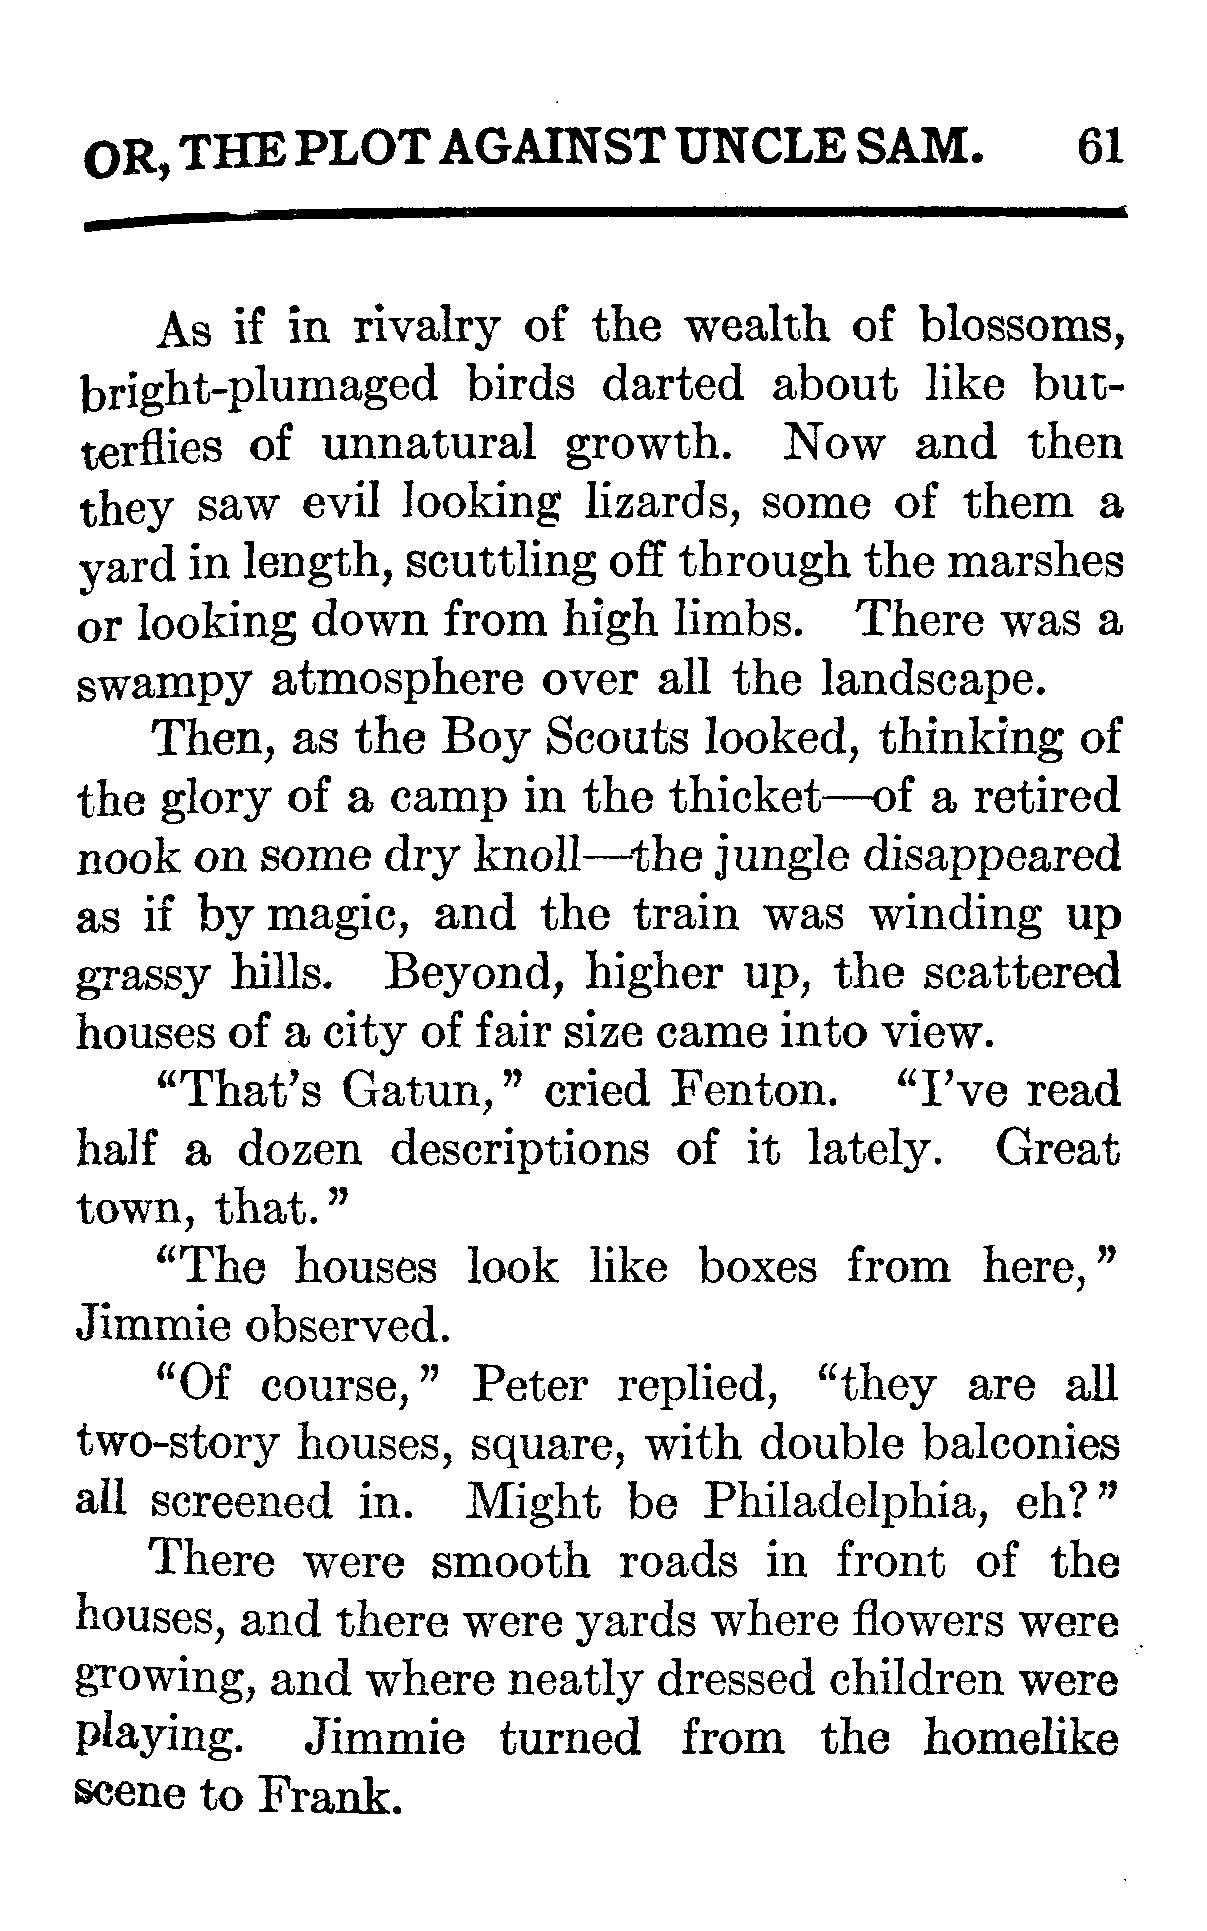 OR, THE PLOT AGAINST UNCLE SAM. 61
As if in rivalry of the wealth of blossoms,
bright-plumaged birds darted about like but-
terflies of unnatural growth. Now and then
they saw evil looking lizards, some of them a
yard in length, scuttling off through the marshes
or looking down from high limbs. There was a
swampy atmosphere over all the landscape.
Then, as the Boy Scouts looked, thinking of
the glory of a camp in the thicket—of a retired
nook on some dry knoll—the jungle disappeared
as if by magic, and the train was winding up
grassy hills. Beyond, higher up, the scattered
houses of a city of fair size came into view.
“That’s Gatun,” cried Fenton. “I’ve read
half a dozen descriptions of it lately. Great
town, that.”
“The houses look like boxes from here,”
Jimmie observed.
“Of course,” Peter replied, “they are all
two-story houses, square, with double balconies
all screened in. Might be Philadelphia, eh?”
There were smooth roads in front of the
houses, and there were yards where flowers were
growing, and where neatly dressed children were
playing. Jimmie turned from the homelike
scene to Frank.